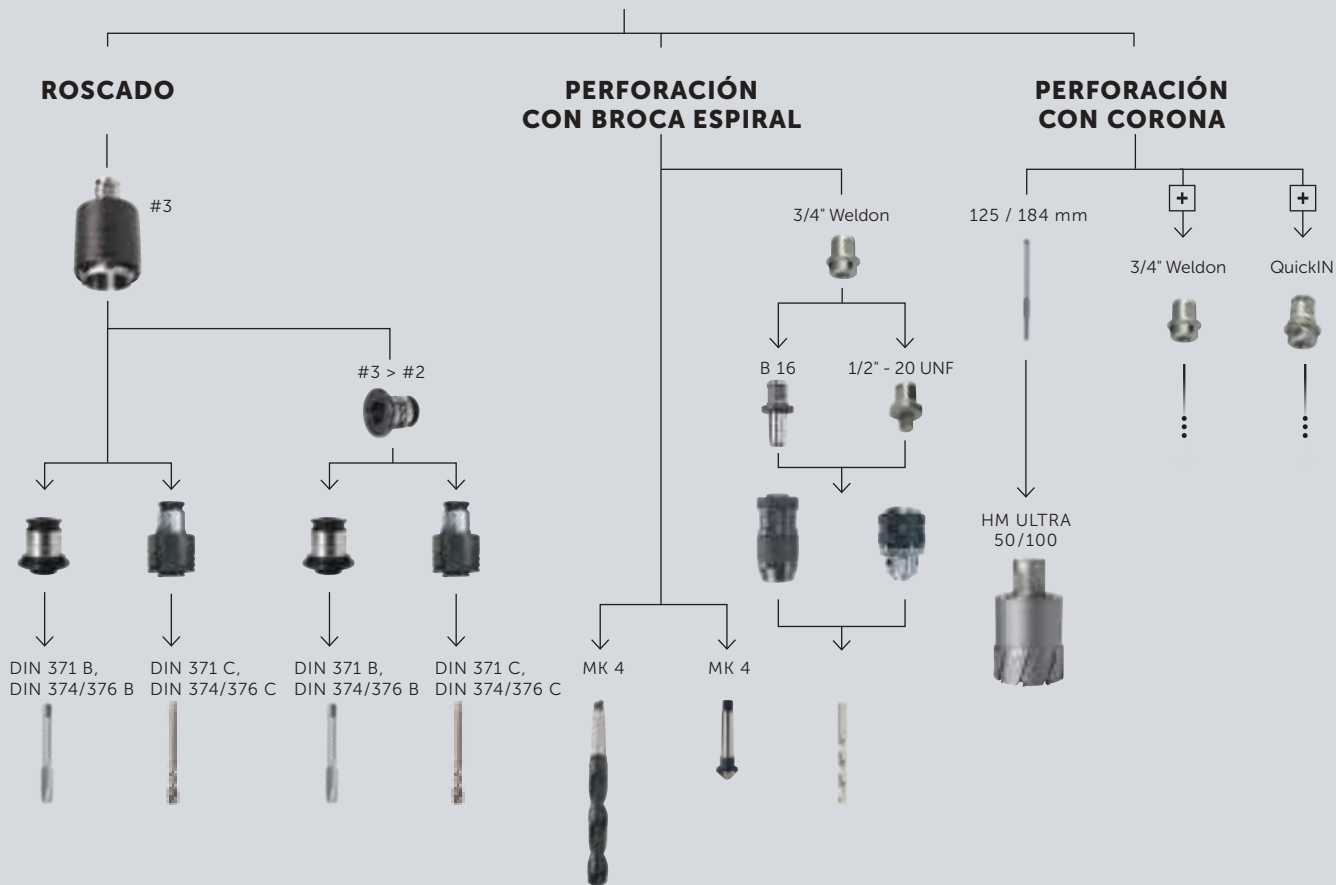 ROSCADO
#3
#3 > #2
DIN 371 B,
DIN 374/376 B
DIN 371 C,
DIN 374/376 C
DIN 371 B,
DIN 374/376 B
DIN 371 C,
DIN 374/376 C
PERFORACIÓN
CON BROCA ESPIRAL
3/4" Weldon
B 16
1/2" - 20 UNF
MK 4
MK 4
PERFORACIÓN
CON CORONA
125 / 184 mm
+
3/4" Weldon
+
QuickIN
HM ULTRA
50/100